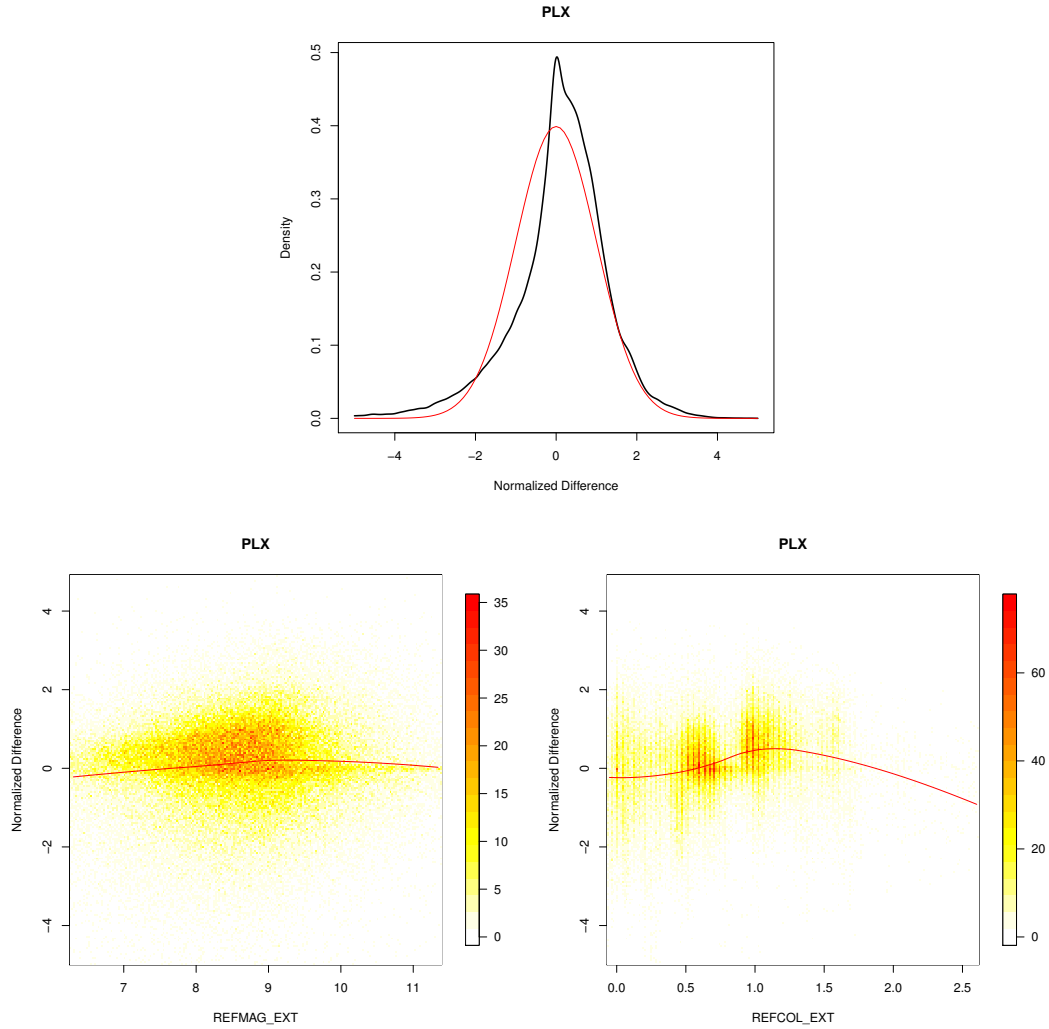 PLX
0.5
0.4
0.3
0.2
0.1
0.0
Density
−4 −2 0 2 4
Normalized Difference
PLX
4
2
0
−2
−4
Normalized Difference
7 8 9 10 11
REFMAG_EXT
35
30
25
20
15
10
5
0
PLX
4
2
0
−2
−4
Normalized Difference
0.0 0.5 1.0 1.5 2.0 2.5
REFCOL_EXT
60
40
20
0